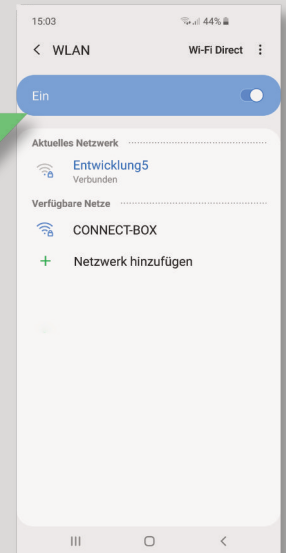 15:03 44%
WLAN Wi-Fi Direct
Ein
Aktuelles Netzwerk
Entwicklung5
Verbunden
Verfügbare Netze
CONNECT-BOX
Netzwerk hinzufügen